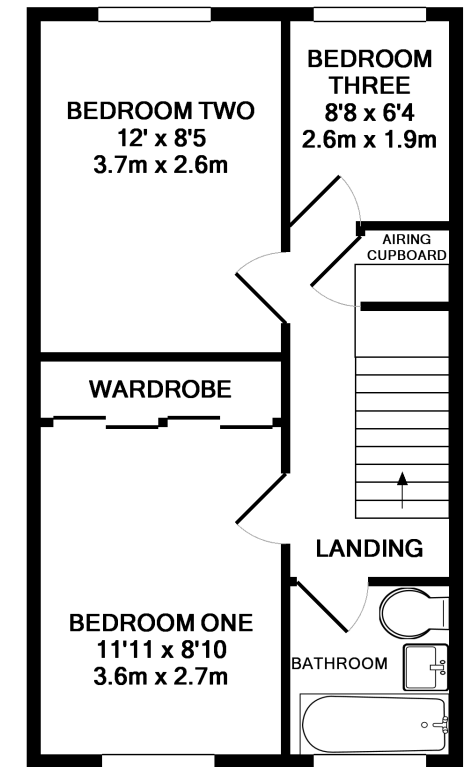 BEDROOM TWO
12' x 8'5
3.7m x 2.6m
BEDROOM
THREE
8'8 x 6'4
2.6m x 1.9m
AIRING
CUPBOARD
WARDROBE
LANDING
BEDROOM ONE
11'11 x 8'10
3.6m x 2.7m
BATHROOM